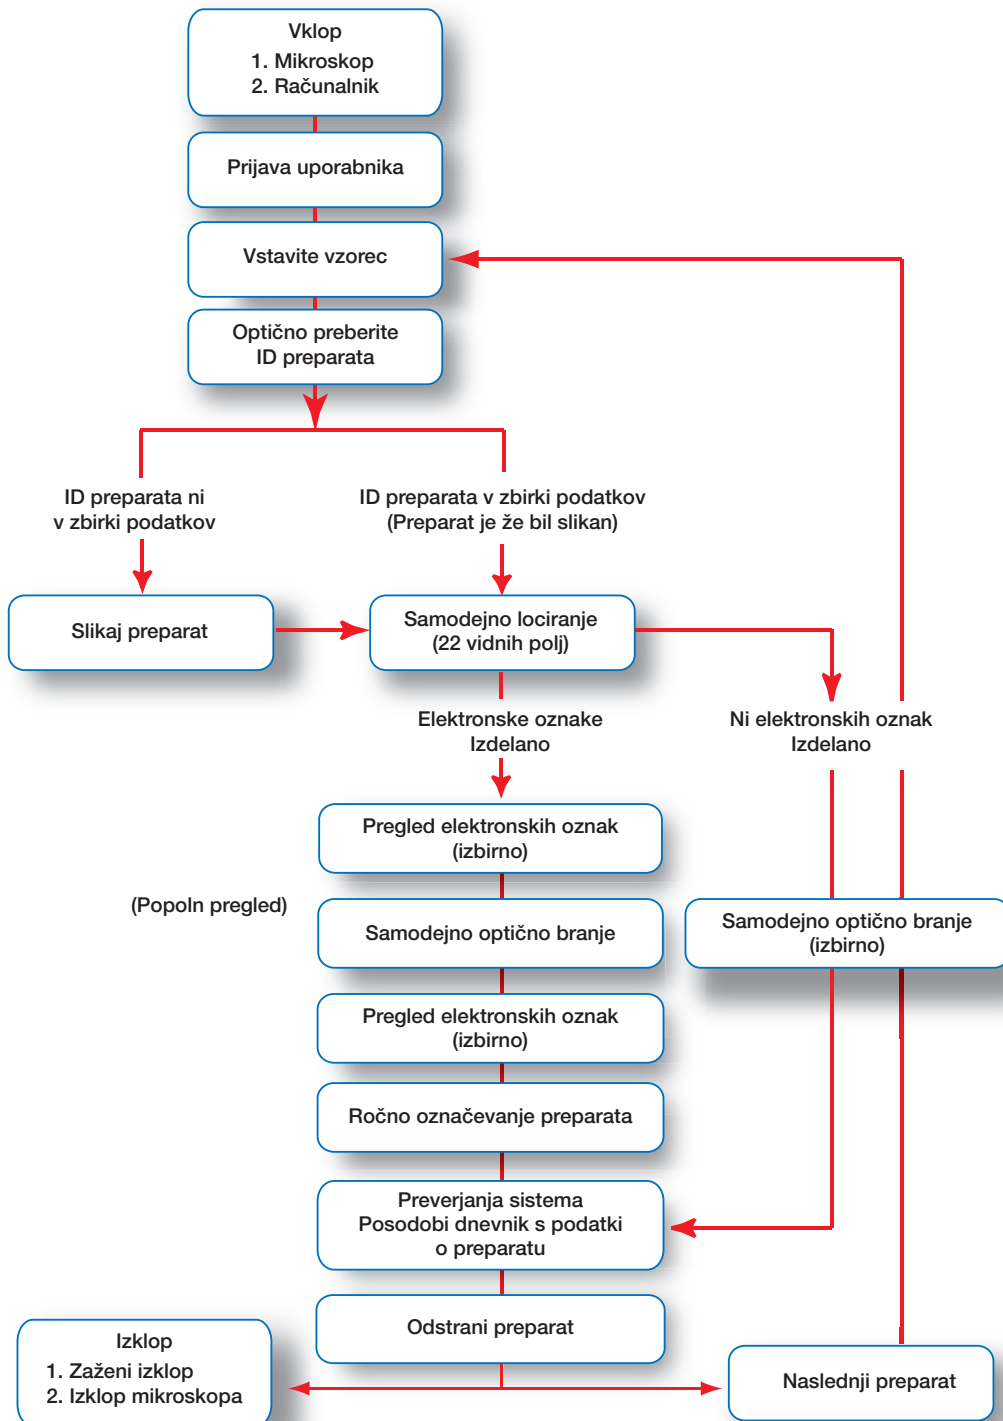 Vklop
1. Mikroskop
2. Računalnik
Prijava uporabnika
Vstavite vzorec
Optično preberite
ID preparata
ID preparata ni
v zbirki podatkov
ID preparata v zbirki podatkov
(Preparat je že bil slikan)
Slikaj preparat
Samodejno lociranje
(22 vidnih polj)
Elektronske oznake
Izdelano
Ni elektronskih oznak
Izdelano
Pregled elektronskih oznak
(izbirno)
(Popoln pregled)
Samodejno optično branje
Samodejno optično branje
(izbirno)
Pregled elektronskih oznak
(izbirno)
Ročno označevanje preparata
Preverjanja sistema
Posodobi dnevnik s podatki
o preparatu
Odstrani preparat
Izklop
1. Zaženi izklop
2. Izklop mikroskopa
Naslednji preparat